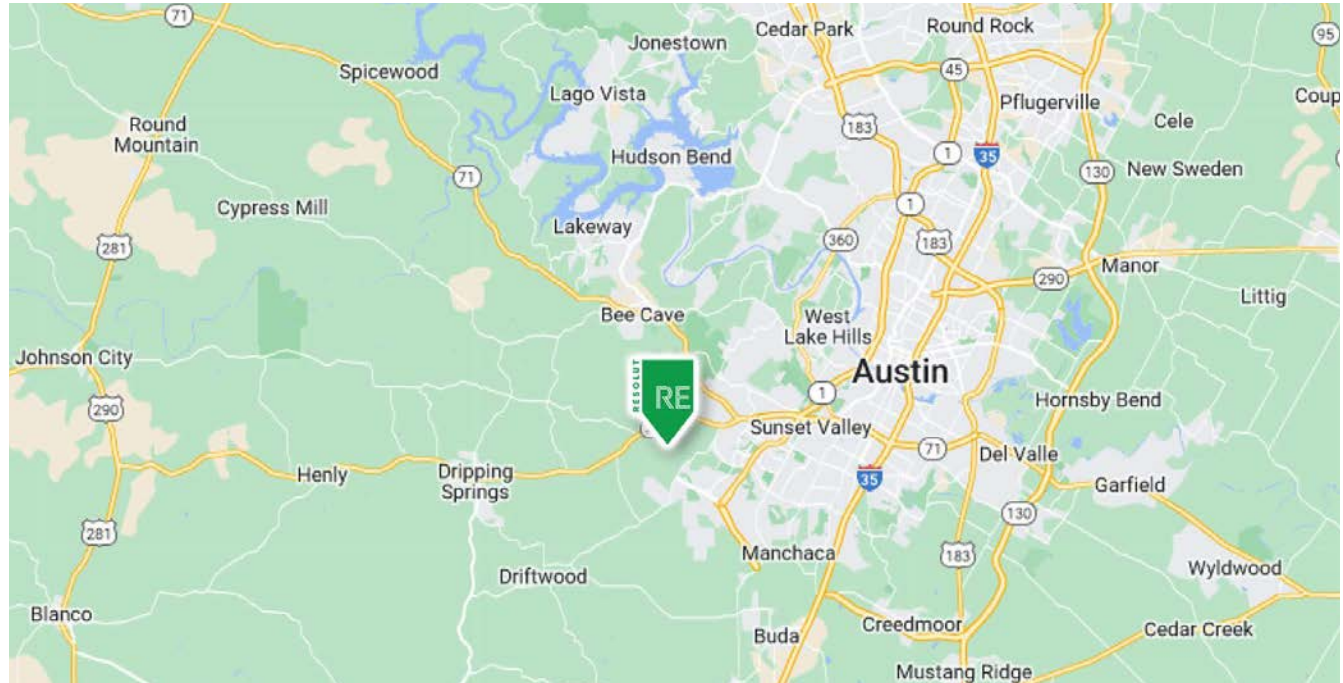 71
Cedar Park
Round Rock
95
Jonestown
Spicewood
45
Lago Vista
Pflugerville
Coup
Round
Mountain
183
Cele
Hudson Bend
1
35
71
130
New Sweden
Cypress Mill
1
Lakeway
360
183
281
290
Manor
Littig
Bee Cave
West
Lake Hills
Johnson City
Austin
RESOLUT
RE
1
290
Hornsby Bend
Sunset Valley
71
Del Valle
Henly
Dripping
Springs
35
Garfield
130
281
Manchaca
183
Driftwood
Wyldwood
Blanco
Creedmoor
Buda
Cedar Creek
Mustang Ridge